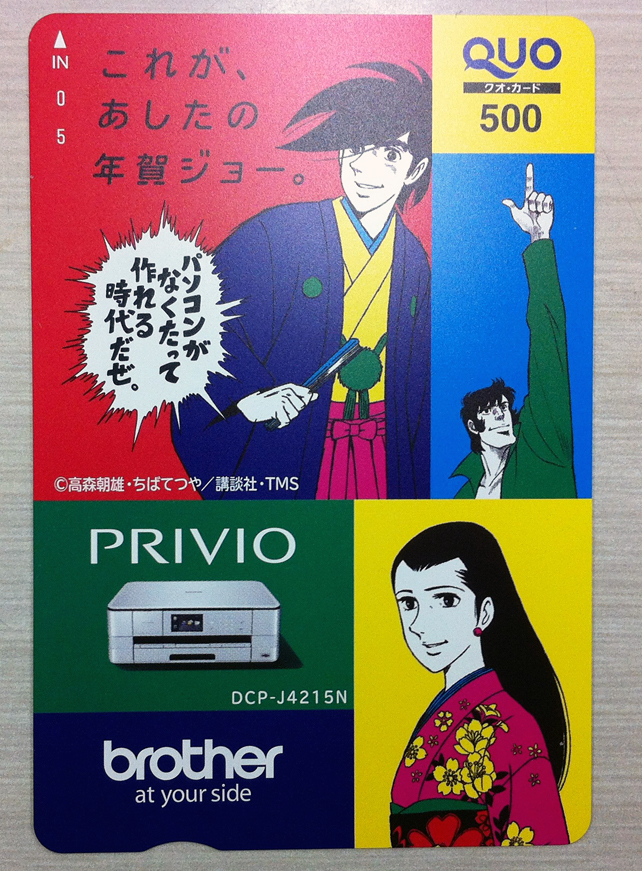 IN
0
5
これが、
あしたの
年賀ジョー。
QUO
クオ・カード
500
パソコンが
なくたって
作れる
時代だぜ。
©高森朝雄・ちばてつや／講談社・TMS
PRIVIO
DCP-J4215N
brother
at your side